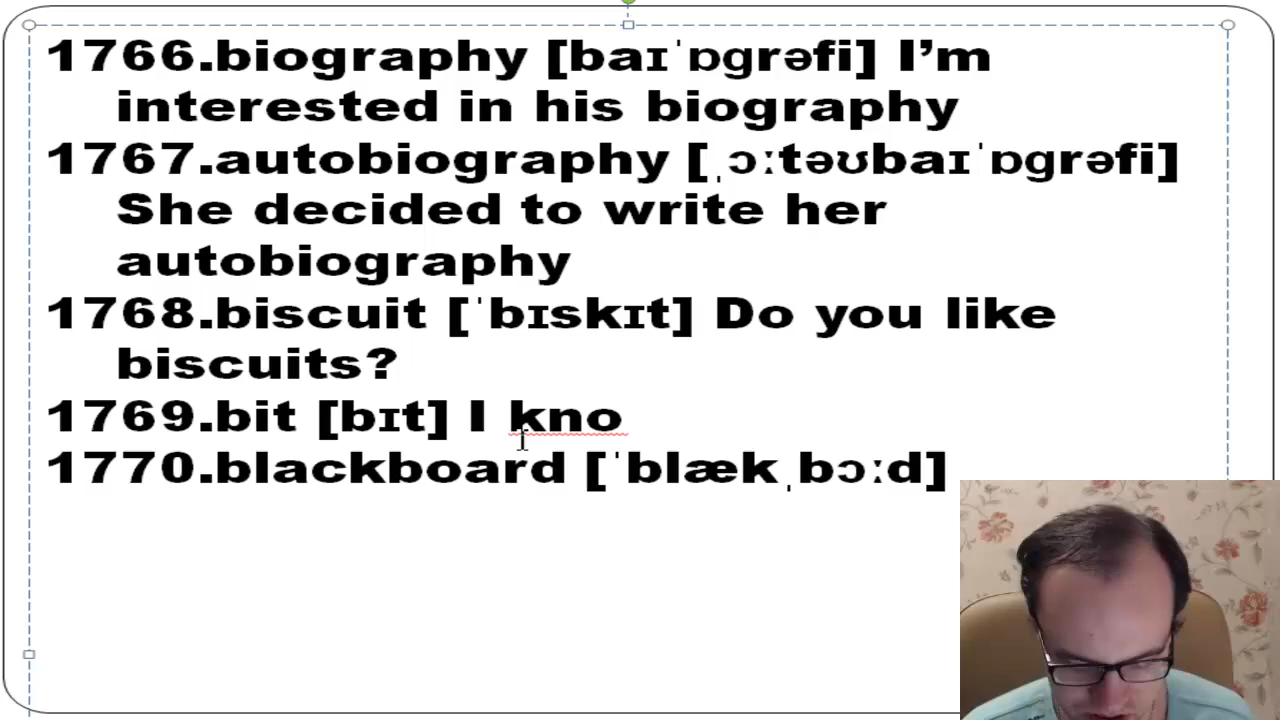 1766.biography [baɪˈɒgrəfi] I’m
interested in his biography
1767.autobiography [ˌɔːtəʊbaɪˈɒgrəfi]
She decided to write her
autobiography
1768.biscuit [ˈbɪskɪt] Do you like
biscuits?
1769.bit [bɪt] I kno
1770.blackboard [ˈblækˌbɔːd]